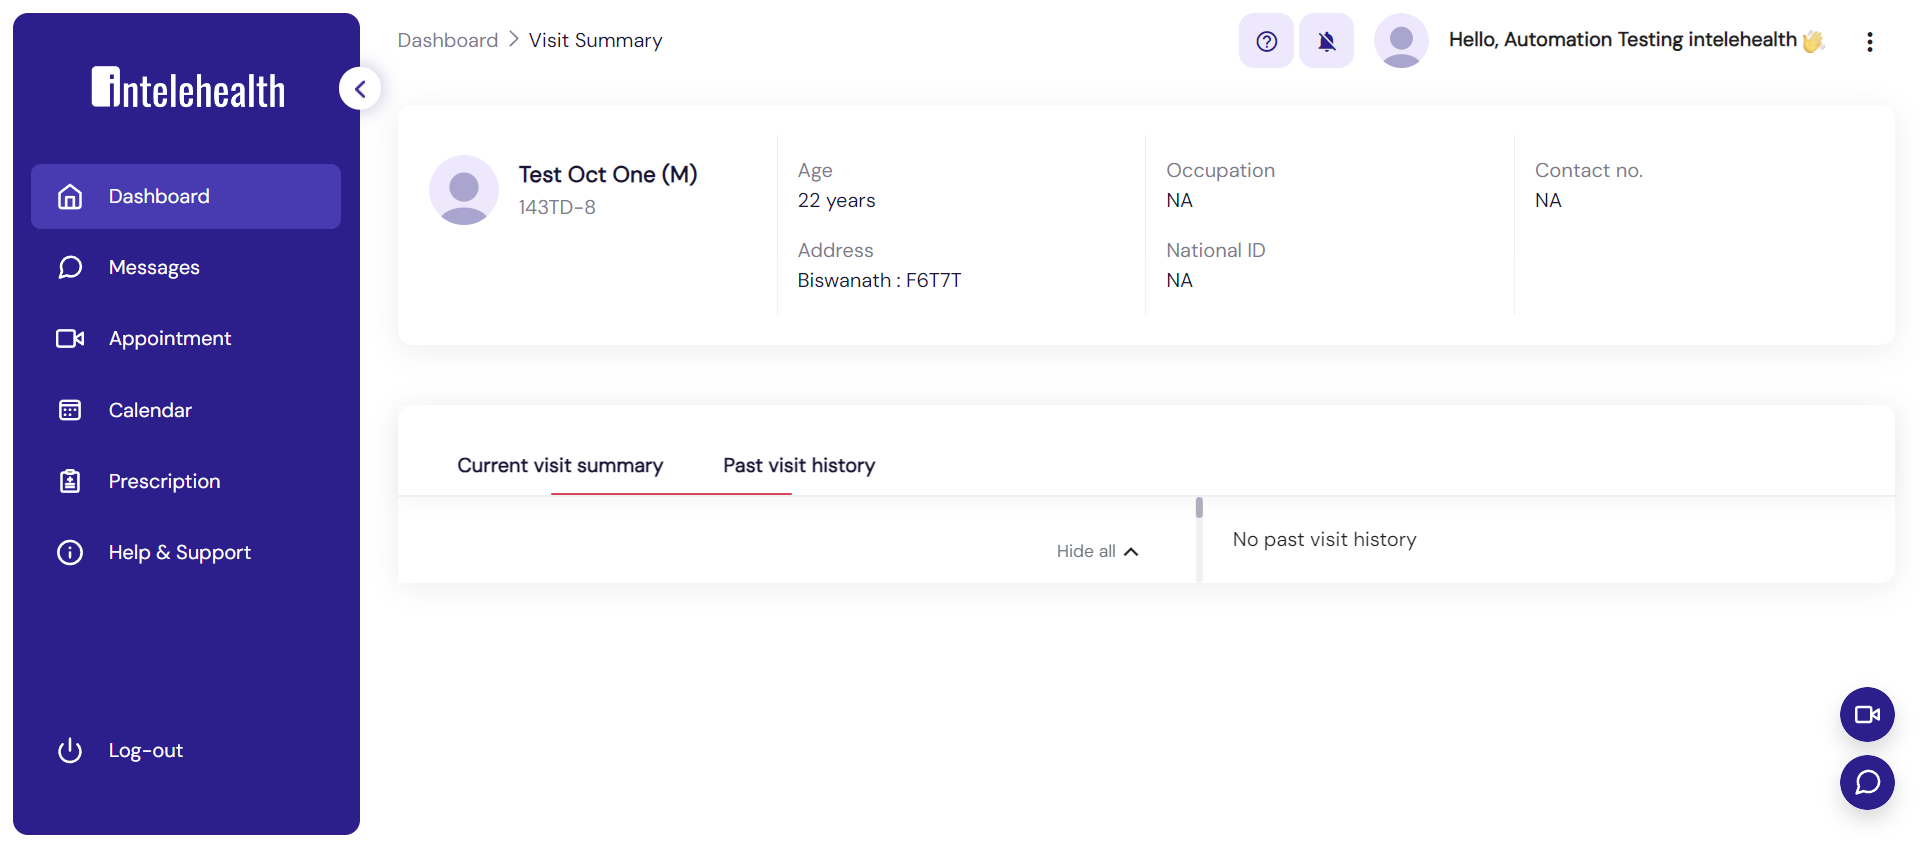 intelehealth
Dashboard
Messages
Appointment
Calendar
Prescription
Help & Support
Log-out
Dashboard > Visit Summary
Hello, Automation Testing intelehealth 👋
Test Oct One (M)
143TD-8
Age
22 years
Address
Biswanath : F6T7T
Occupation
NA
National ID
NA
Contact no.
NA
Current visit summary
Past visit history
Hide all
No past visit history